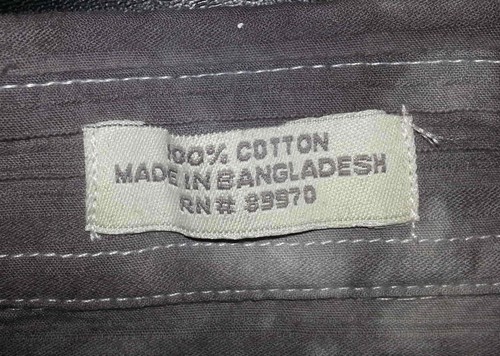 100% COTTON
MADE IN BANGLADESH
RN# 89970